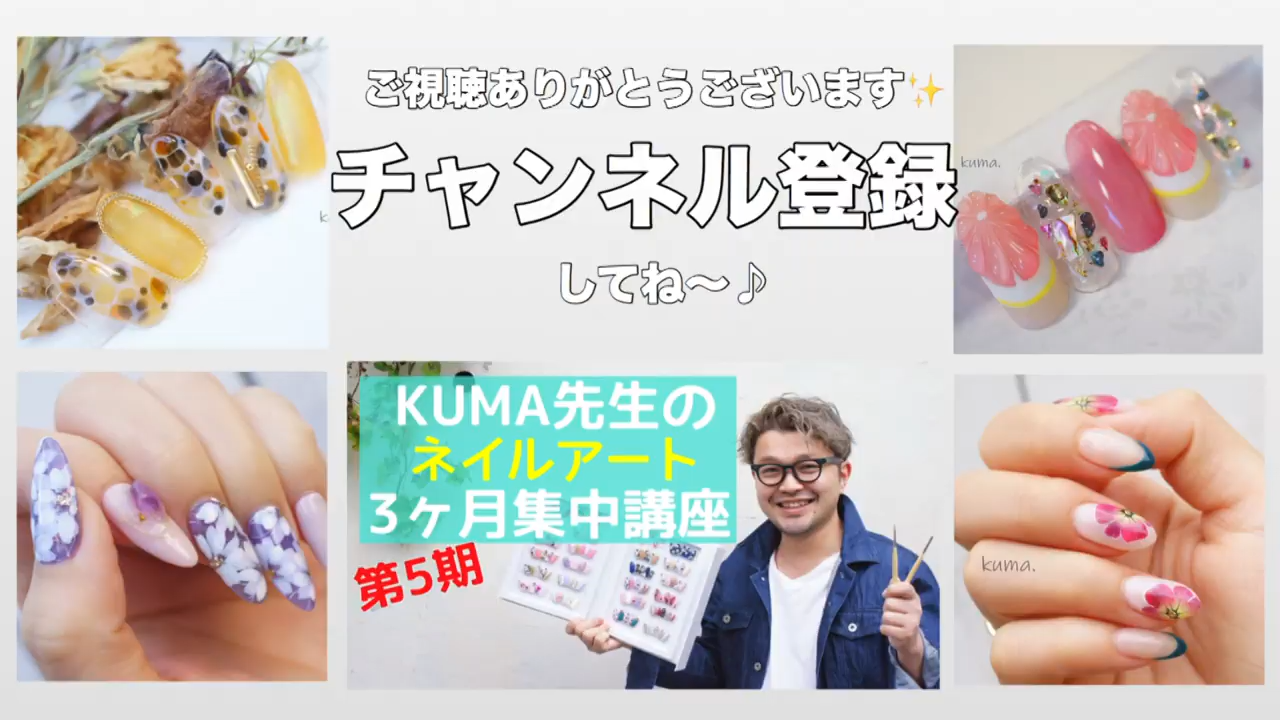 ご視聴ありがとうございます✨
チャンネル登録
してね〜♪
kuma.
KUMA先生の
ネイルアート
3ヶ月集中講座
第5期
kuma.